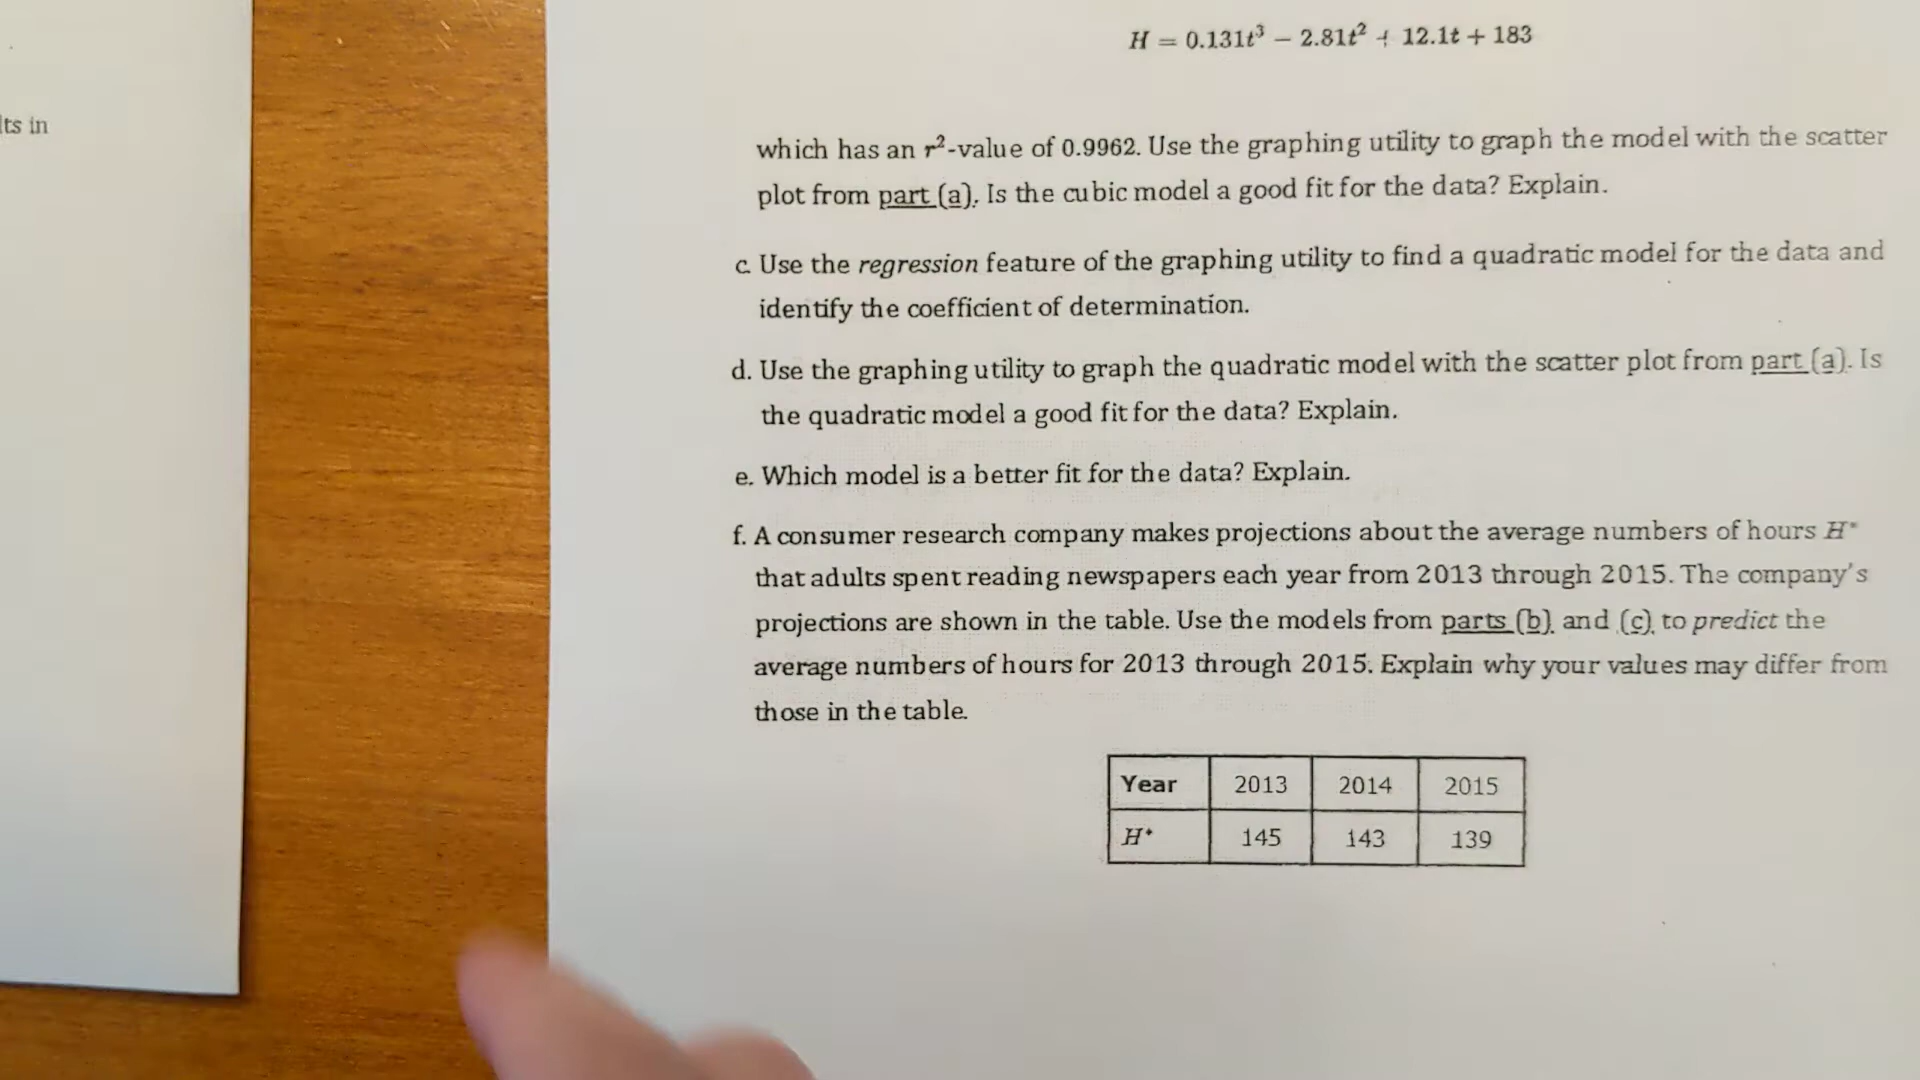 lts in
H = 0.131t³ − 2.81t² + 12.1t + 183
which has an r²-value of 0.9962. Use the graphing utility to graph the model with the scatter
plot from part (a). Is the cubic model a good fit for the data? Explain.
c. Use the regression feature of the graphing utility to find a quadratic model for the data and
identify the coefficient of determination.
d. Use the graphing utility to graph the quadratic model with the scatter plot from part (a). Is
the quadratic model a good fit for the data? Explain.
e. Which model is a better fit for the data? Explain.
f. A consumer research company makes projections about the average numbers of hours H*
that adults spent reading newspapers each year from 2013 through 2015. The company's
projections are shown in the table. Use the models from parts (b) and (c) to predict the
average numbers of hours for 2013 through 2015. Explain why your values may differ from
those in the table.
Year 2013 2014 2015
H* 145 143 139